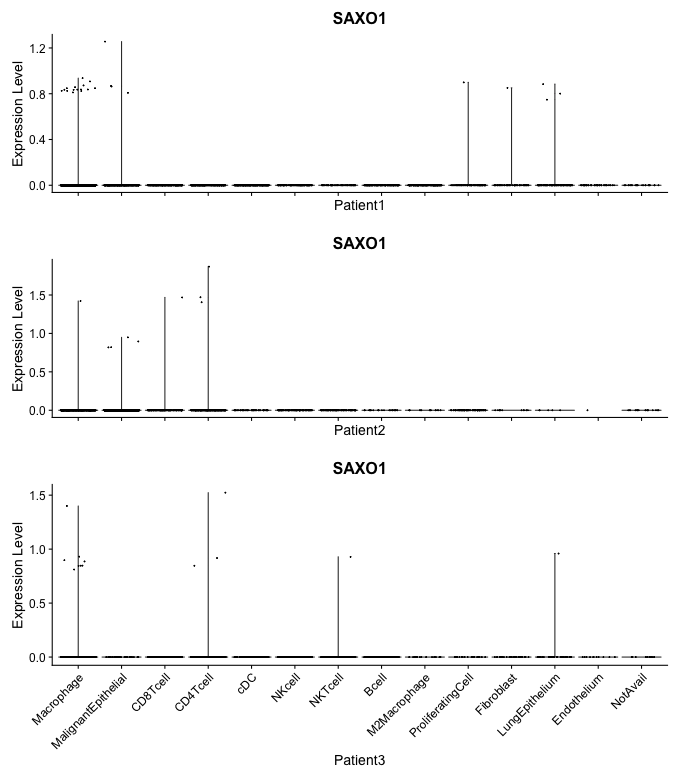 SAXO1
Expression Level
1.2
0.8
0.4
0.0
Patient1
SAXO1
Expression Level
1.5
1.0
0.5
0.0
Patient2
SAXO1
Expression Level
1.5
1.0
0.5
0.0
Macrophage
MalignantEpithelial
CD8Tcell
CD4Tcell
cDC
NKcell
NKTcell
Bcell
M2Macrophage
ProliferatingCell
Fibroblast
LungEpithelium
Endothelium
NotAvail
Patient3